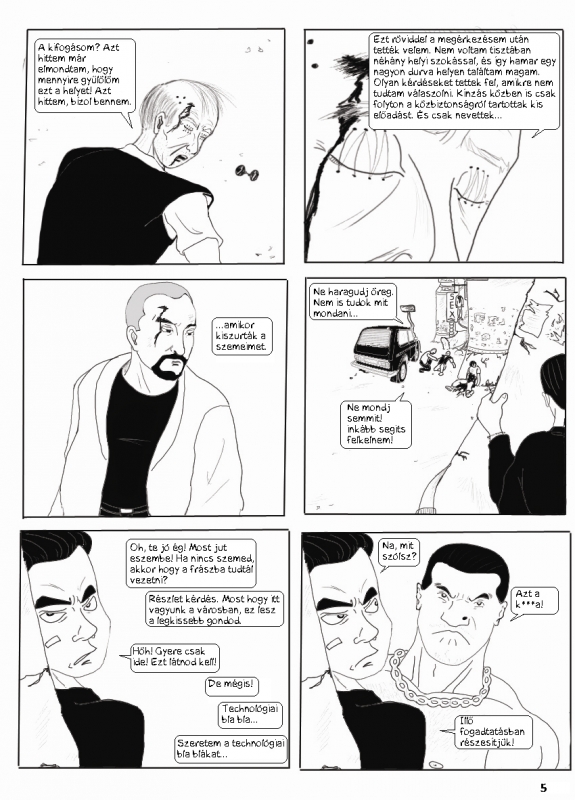 A kifogásom? Azt
hittem már
elmondtam, hogy
mennyire gyűlölöm
ezt a helyet! Azt
hittem, bízol bennem.
Ezt röviddel a megérkezésem után
tették velem. Nem voltam tisztában
néhány helyi szokással, és így hamar egy
nagyon durva helyen találtam magam.
Olyan kérdéseket tettek fel, amikre nem
tudtam válaszolni. Kínzás közben is csak
folyton a közbiztonságról tartottak kis
előadást. És csak nevettek...
...amikor
kiszúrták a
szemeimet.
Ne haragudj öreg.
Nem is tudok mit
mondani...
SEX
Ne mondj
semmit!
inkább segíts
felkelnem!
Oh, te jó ég! Most jut
eszembe! Ha nincs szemed,
akkor hogy a frászba tudtál
vezetni?
Részlet kérdés. Most hogy itt
vagyunk a városban, ez lesz
a legkissebb gondod.
Höh! Gyere csak
ide! Ezt látnod kell!
De mégis!
Technológiai
bla bla...
Szeretem a technológiai
bla blákat...
Na, mit
szólsz?
Azt a
k***a!
Illő
fogadtatásban
részesítjük!
5